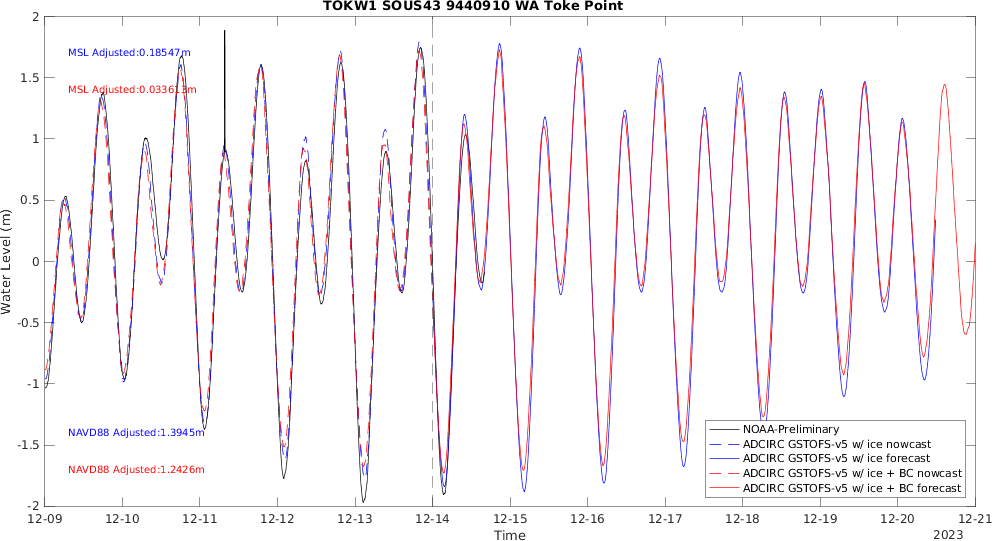 TOKW1 SOUS43 9440910 WA Toke Point
2
1.5
1
0.5
0
-0.5
-1
-1.5
-2
Water Level (m)
MSL Adjusted:0.18547m
MSL Adjusted:0.033613m
NAVD88 Adjusted:1.3945m
NAVD88 Adjusted:1.2426m
NOAA-Preliminary
ADCIRC GSTOFS-v5 w/ ice nowcast
ADCIRC GSTOFS-v5 w/ ice forecast
ADCIRC GSTOFS-v5 w/ ice + BC nowcast
ADCIRC GSTOFS-v5 w/ ice + BC forecast
12-09 12-10 12-11 12-12 12-13 12-14 12-15 12-16 12-17 12-18 12-19 12-20 12-21
Time
2023